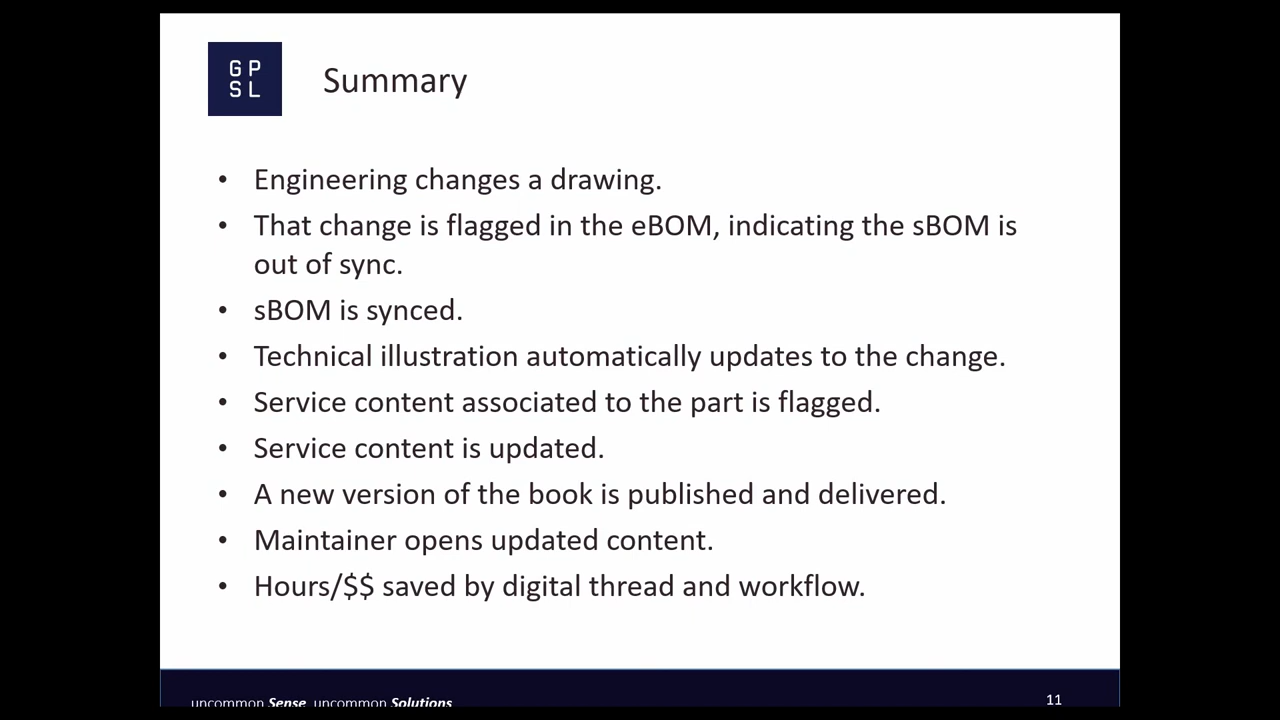 G P
S L
Summary
• Engineering changes a drawing.
• That change is flagged in the eBOM, indicating the sBOM is
out of sync.
• sBOM is synced.
• Technical illustration automatically updates to the change.
• Service content associated to the part is flagged.
• Service content is updated.
• A new version of the book is published and delivered.
• Maintainer opens updated content.
• Hours/$$ saved by digital thread and workflow.
uncommon Sense uncommon Solutions
11